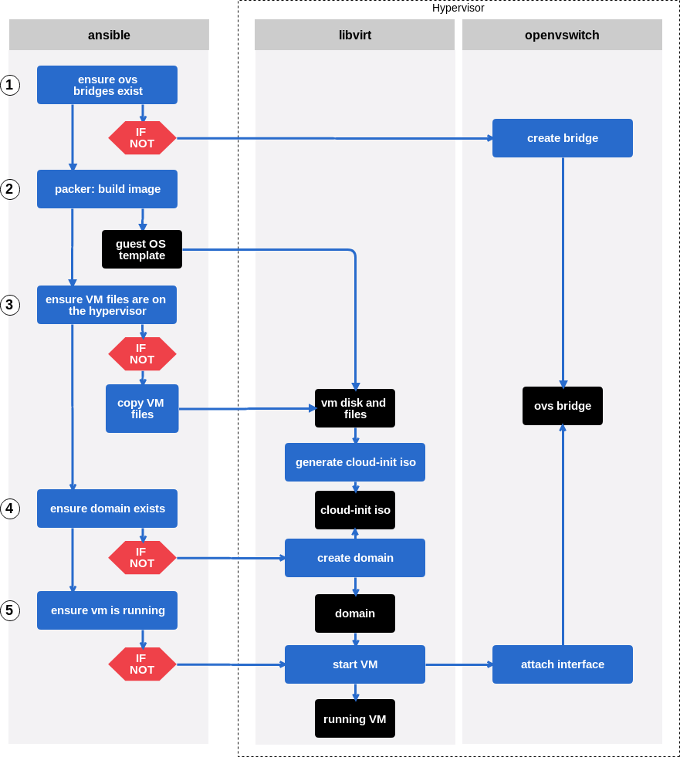 Hypervisor
ansible
libvirt
openvswitch
1
ensure ovs
bridges exist
IF
NOT
create bridge
2
packer: build image
guest OS
template
3
ensure VM files are on
the hypervisor
IF
NOT
copy VM
files
vm disk and
files
ovs bridge
generate cloud-init iso
4
ensure domain exists
cloud-init iso
IF
NOT
create domain
5
ensure vm is running
domain
IF
NOT
start VM
attach interface
running VM